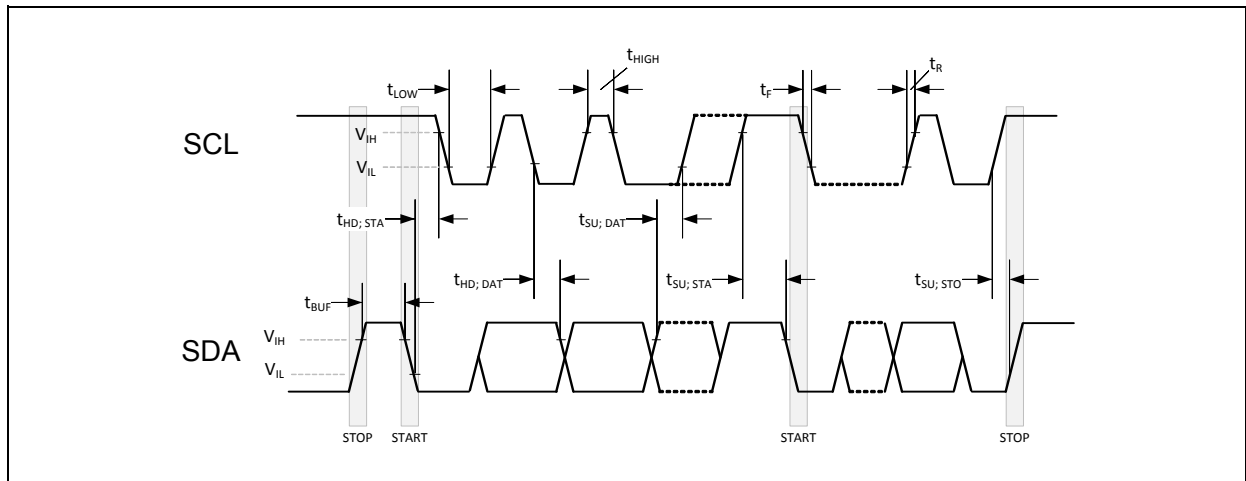 tHIGH
tR
tLOW
tF
SCL
VIH
VIL
tHD; STA
tSU; DAT
tHD; DAT
tSU; STA
tSU; STO
tBUF
VIH
SDA
VIL
STOP START START STOP